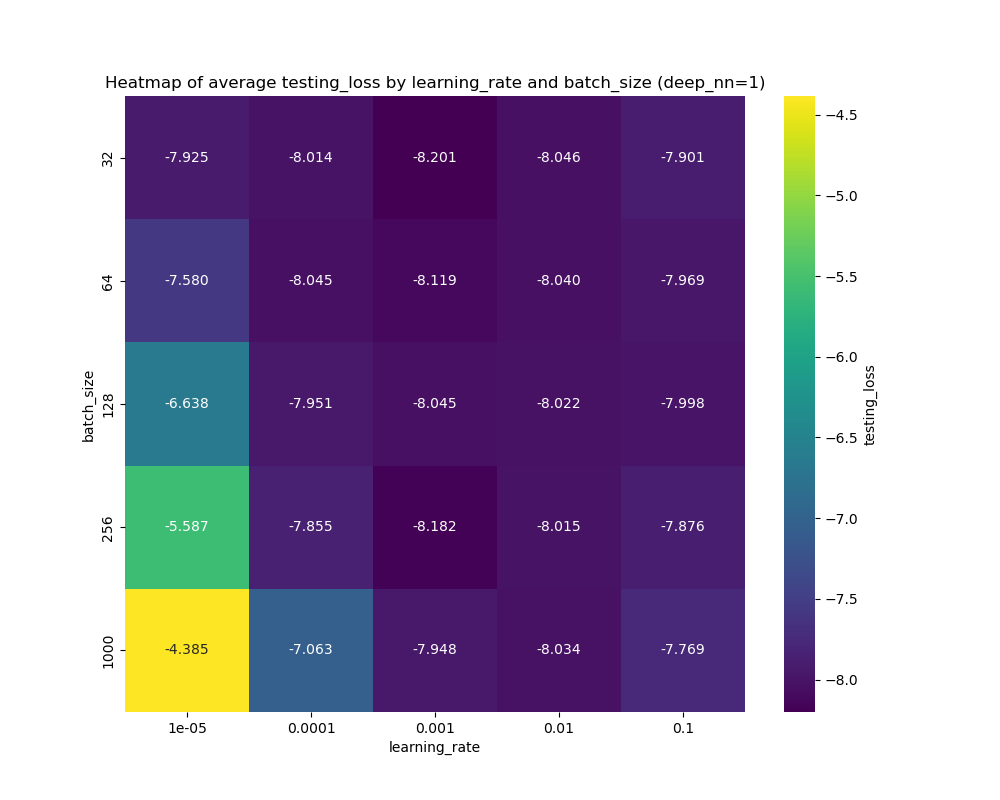 Heatmap of average testing_loss by learning_rate and batch_size (deep_nn=1)
batch_size
32 -7.925 -8.014 -8.201 -8.046 -7.901
64 -7.580 -8.045 -8.119 -8.040 -7.969
128 -6.638 -7.951 -8.045 -8.022 -7.998
256 -5.587 -7.855 -8.182 -8.015 -7.876
1000 -4.385 -7.063 -7.948 -8.034 -7.769
1e-05 0.0001 0.001 0.01 0.1
learning_rate
−4.5
−5.0
−5.5
−6.0
−6.5
−7.0
−7.5
−8.0
testing_loss